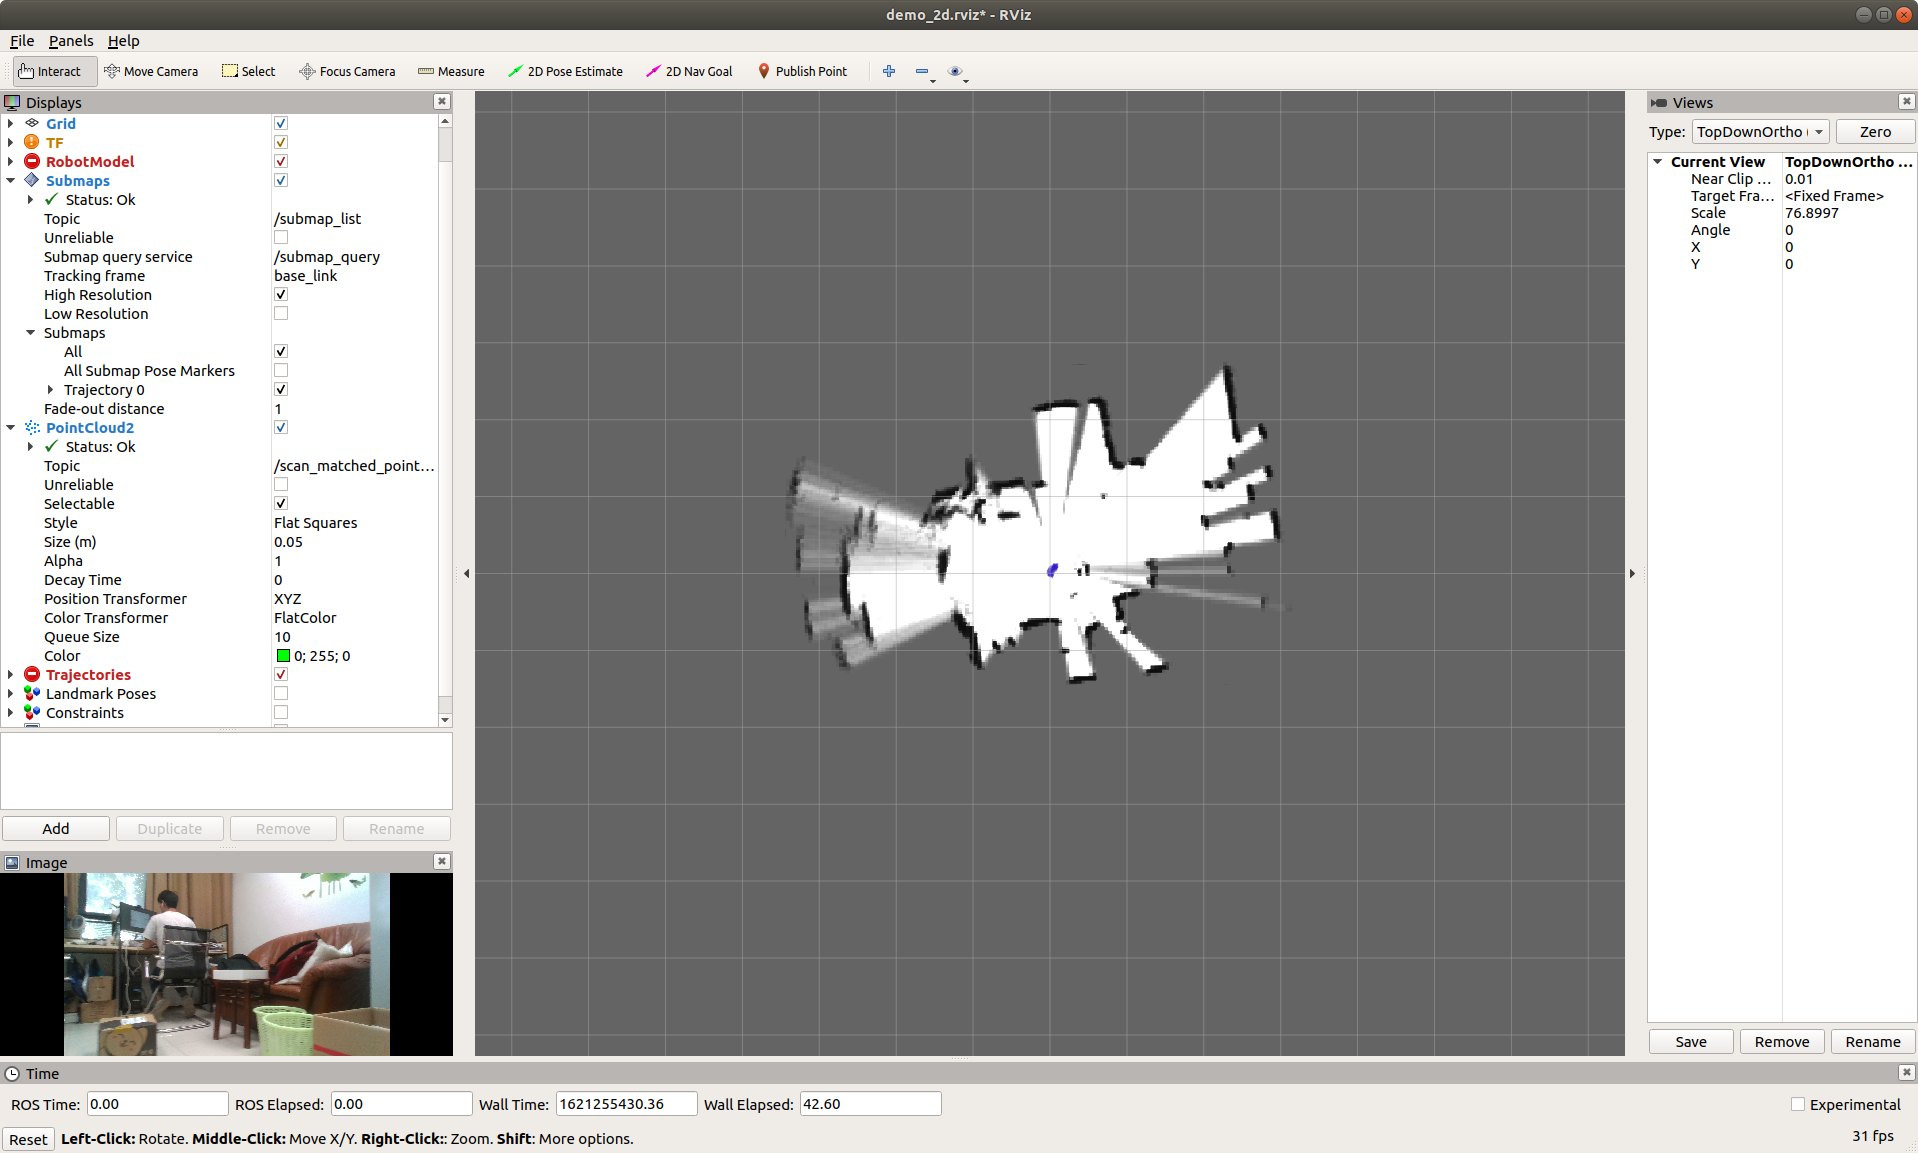 demo_2d.rviz* - RViz
File Panels Help
Interact Move Camera Select Focus Camera Measure 2D Pose Estimate 2D Nav Goal Publish Point
Displays
Grid
TF
RobotModel
Submaps
Status: Ok
Topic /submap_list
Unreliable
Submap query service /submap_query
Tracking frame base_link
High Resolution
Low Resolution
Submaps
All
All Submap Pose Markers
Trajectory 0
Fade-out distance 1
PointCloud2
Status: Ok
Topic /scan_matched_point...
Unreliable
Selectable
Style Flat Squares
Size (m) 0.05
Alpha 1
Decay Time 0
Position Transformer XYZ
Color Transformer FlatColor
Queue Size 10
Color 0; 255; 0
Trajectories
Landmark Poses
Constraints
Add Duplicate Remove Rename
Image
Views
Type: TopDownOrtho ( Zero
Current View TopDownOrtho ...
Near Clip ... 0.01
Target Fra... <Fixed Frame>
Scale 76.8997
Angle 0
X 0
Y 0
Save Remove Rename
Time
ROS Time: 0.00 ROS Elapsed: 0.00 Wall Time: 1621255430.36 Wall Elapsed: 42.60 Experimental
Reset Left-Click: Rotate. Middle-Click: Move X/Y. Right-Click:: Zoom. Shift: More options. 31 fps